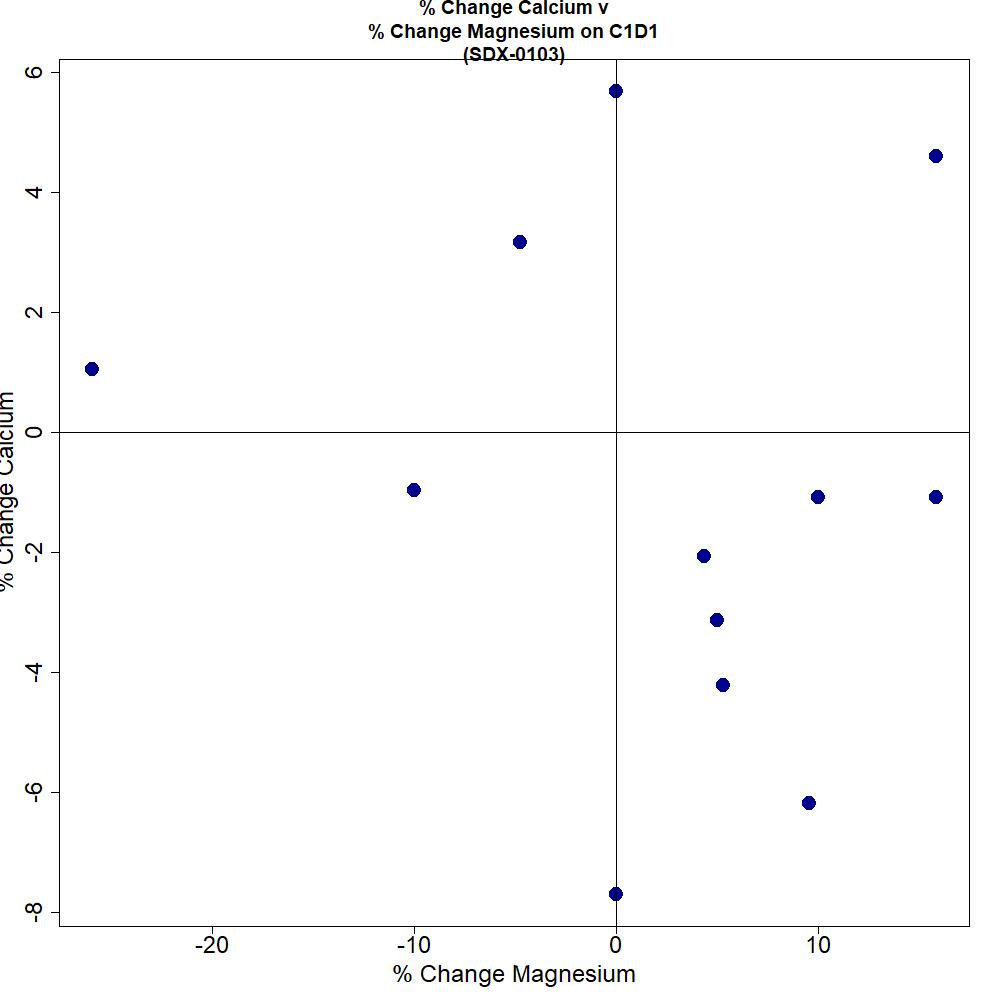 % Change Calcium v
% Change Magnesium on C1D1
(SDX-0103)
6
4
2
0
-2
-4
-6
-8
% Change Calcium
-20 -10 0 10
% Change Magnesium